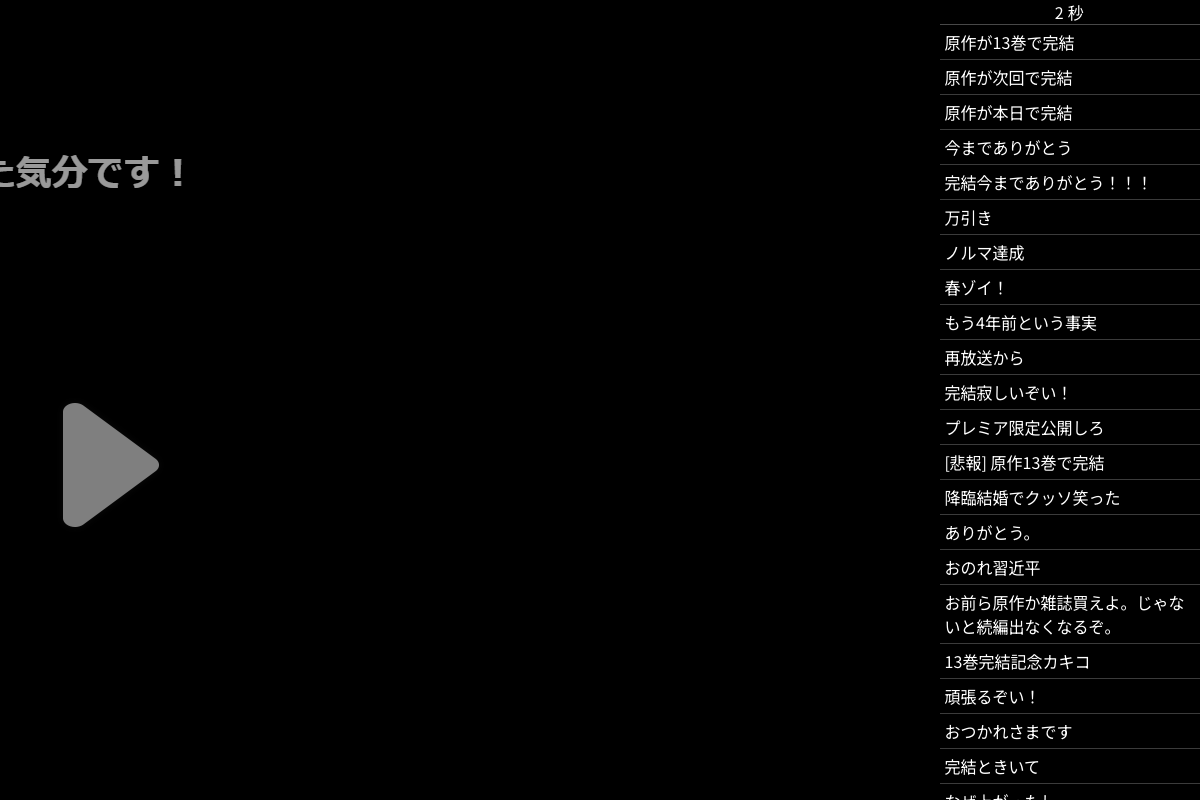 2 秒
気分です！
原作が13巻で完結
原作が次回で完結
原作が本日で完結
今までありがとう
完結今までありがとう！！！
万引き
ノルマ達成
春ゾイ！
もう4年前という事実
再放送から
完結寂しいぞい！
プレミア限定公開しろ
[悲報] 原作13巻で完結
降臨結婚でクッソ笑った
ありがとう。
おのれ習近平
お前ら原作か雑誌買えよ。じゃな
いと続編出なくなるぞ。
13巻完結記念カキコ
頑張るぞい！
おつかれさまです
完結ときいて